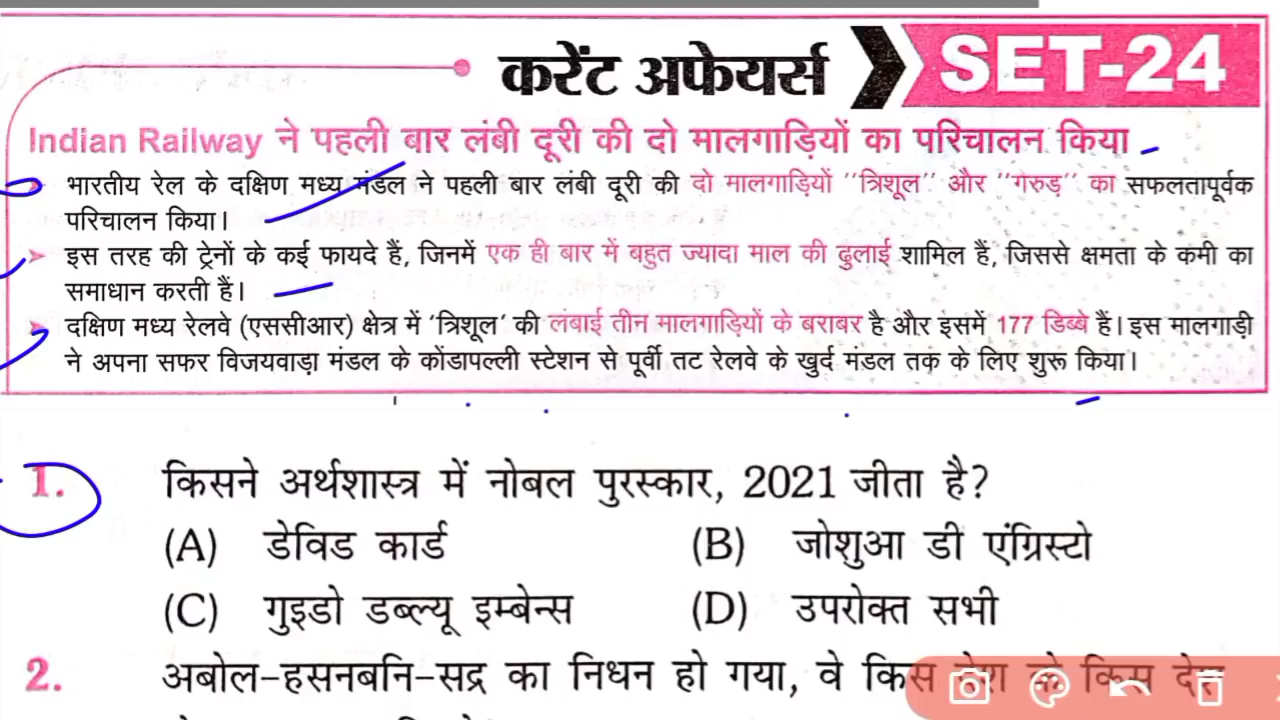 करेंट अफेयर्स SET-24
Indian Railway ने पहली बार लंबी दूरी की दो मालगाड़ियों का परिचालन किया
➤ भारतीय रेल के दक्षिण मध्य मंडल ने पहली बार लंबी दूरी की दो मालगाड़ियों ''त्रिशूल'' और ''गरुड़'' का सफलतापूर्वक
परिचालन किया।
➤ इस तरह की ट्रेनों के कई फायदे हैं, जिनमें एक ही बार में बहुत ज्यादा माल की ढुलाई शामिल है, जिससे क्षमता के कमी का
समाधान करती हैं।
➤ दक्षिण मध्य रेलवे (एससीआर) क्षेत्र में 'त्रिशूल' की लंबाई तीन मालगाड़ियों के बराबर है और इसमें 177 डिब्बे हैं। इस मालगाड़ी
ने अपना सफर विजयवाड़ा मंडल के कोंडापल्ली स्टेशन से पूर्वी तट रेलवे के खुर्द मंडल तक के लिए शुरू किया।
1. किसने अर्थशास्त्र में नोबल पुरस्कार, 2021 जीता है?
(A) डेविड कार्ड (B) जोशुआ डी एंग्रिस्टो
(C) गुइडो डब्ल्यू इम्बेन्स (D) उपरोक्त सभी
2. अबोल-हसनबनि-सद्र का निधन हो गया, वे किस देश के किस देश